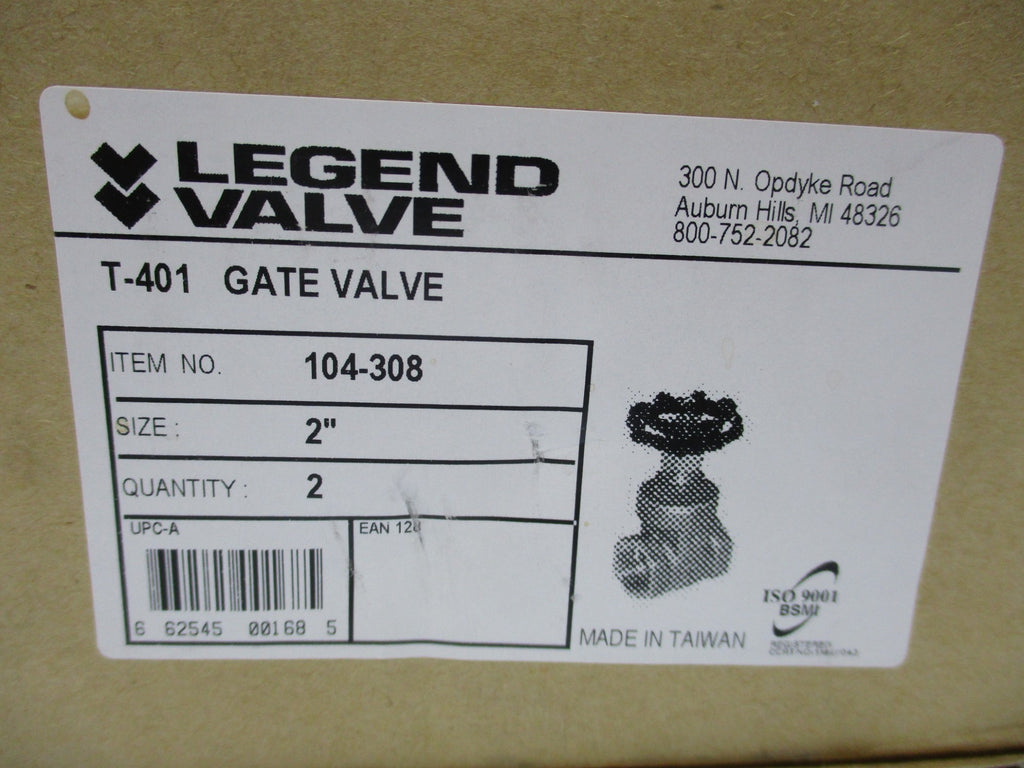 LEGEND
VALVE
300 N. Opdyke Road
Auburn Hills, MI 48326
800-752-2082
T-401 GATE VALVE
ITEM NO. 104-308
SIZE : 2"
QUANTITY : 2
UPC-A
EAN 128
6 62545 00168 5
MADE IN TAIWAN
ISO 9001
BSMI
REGISTERED